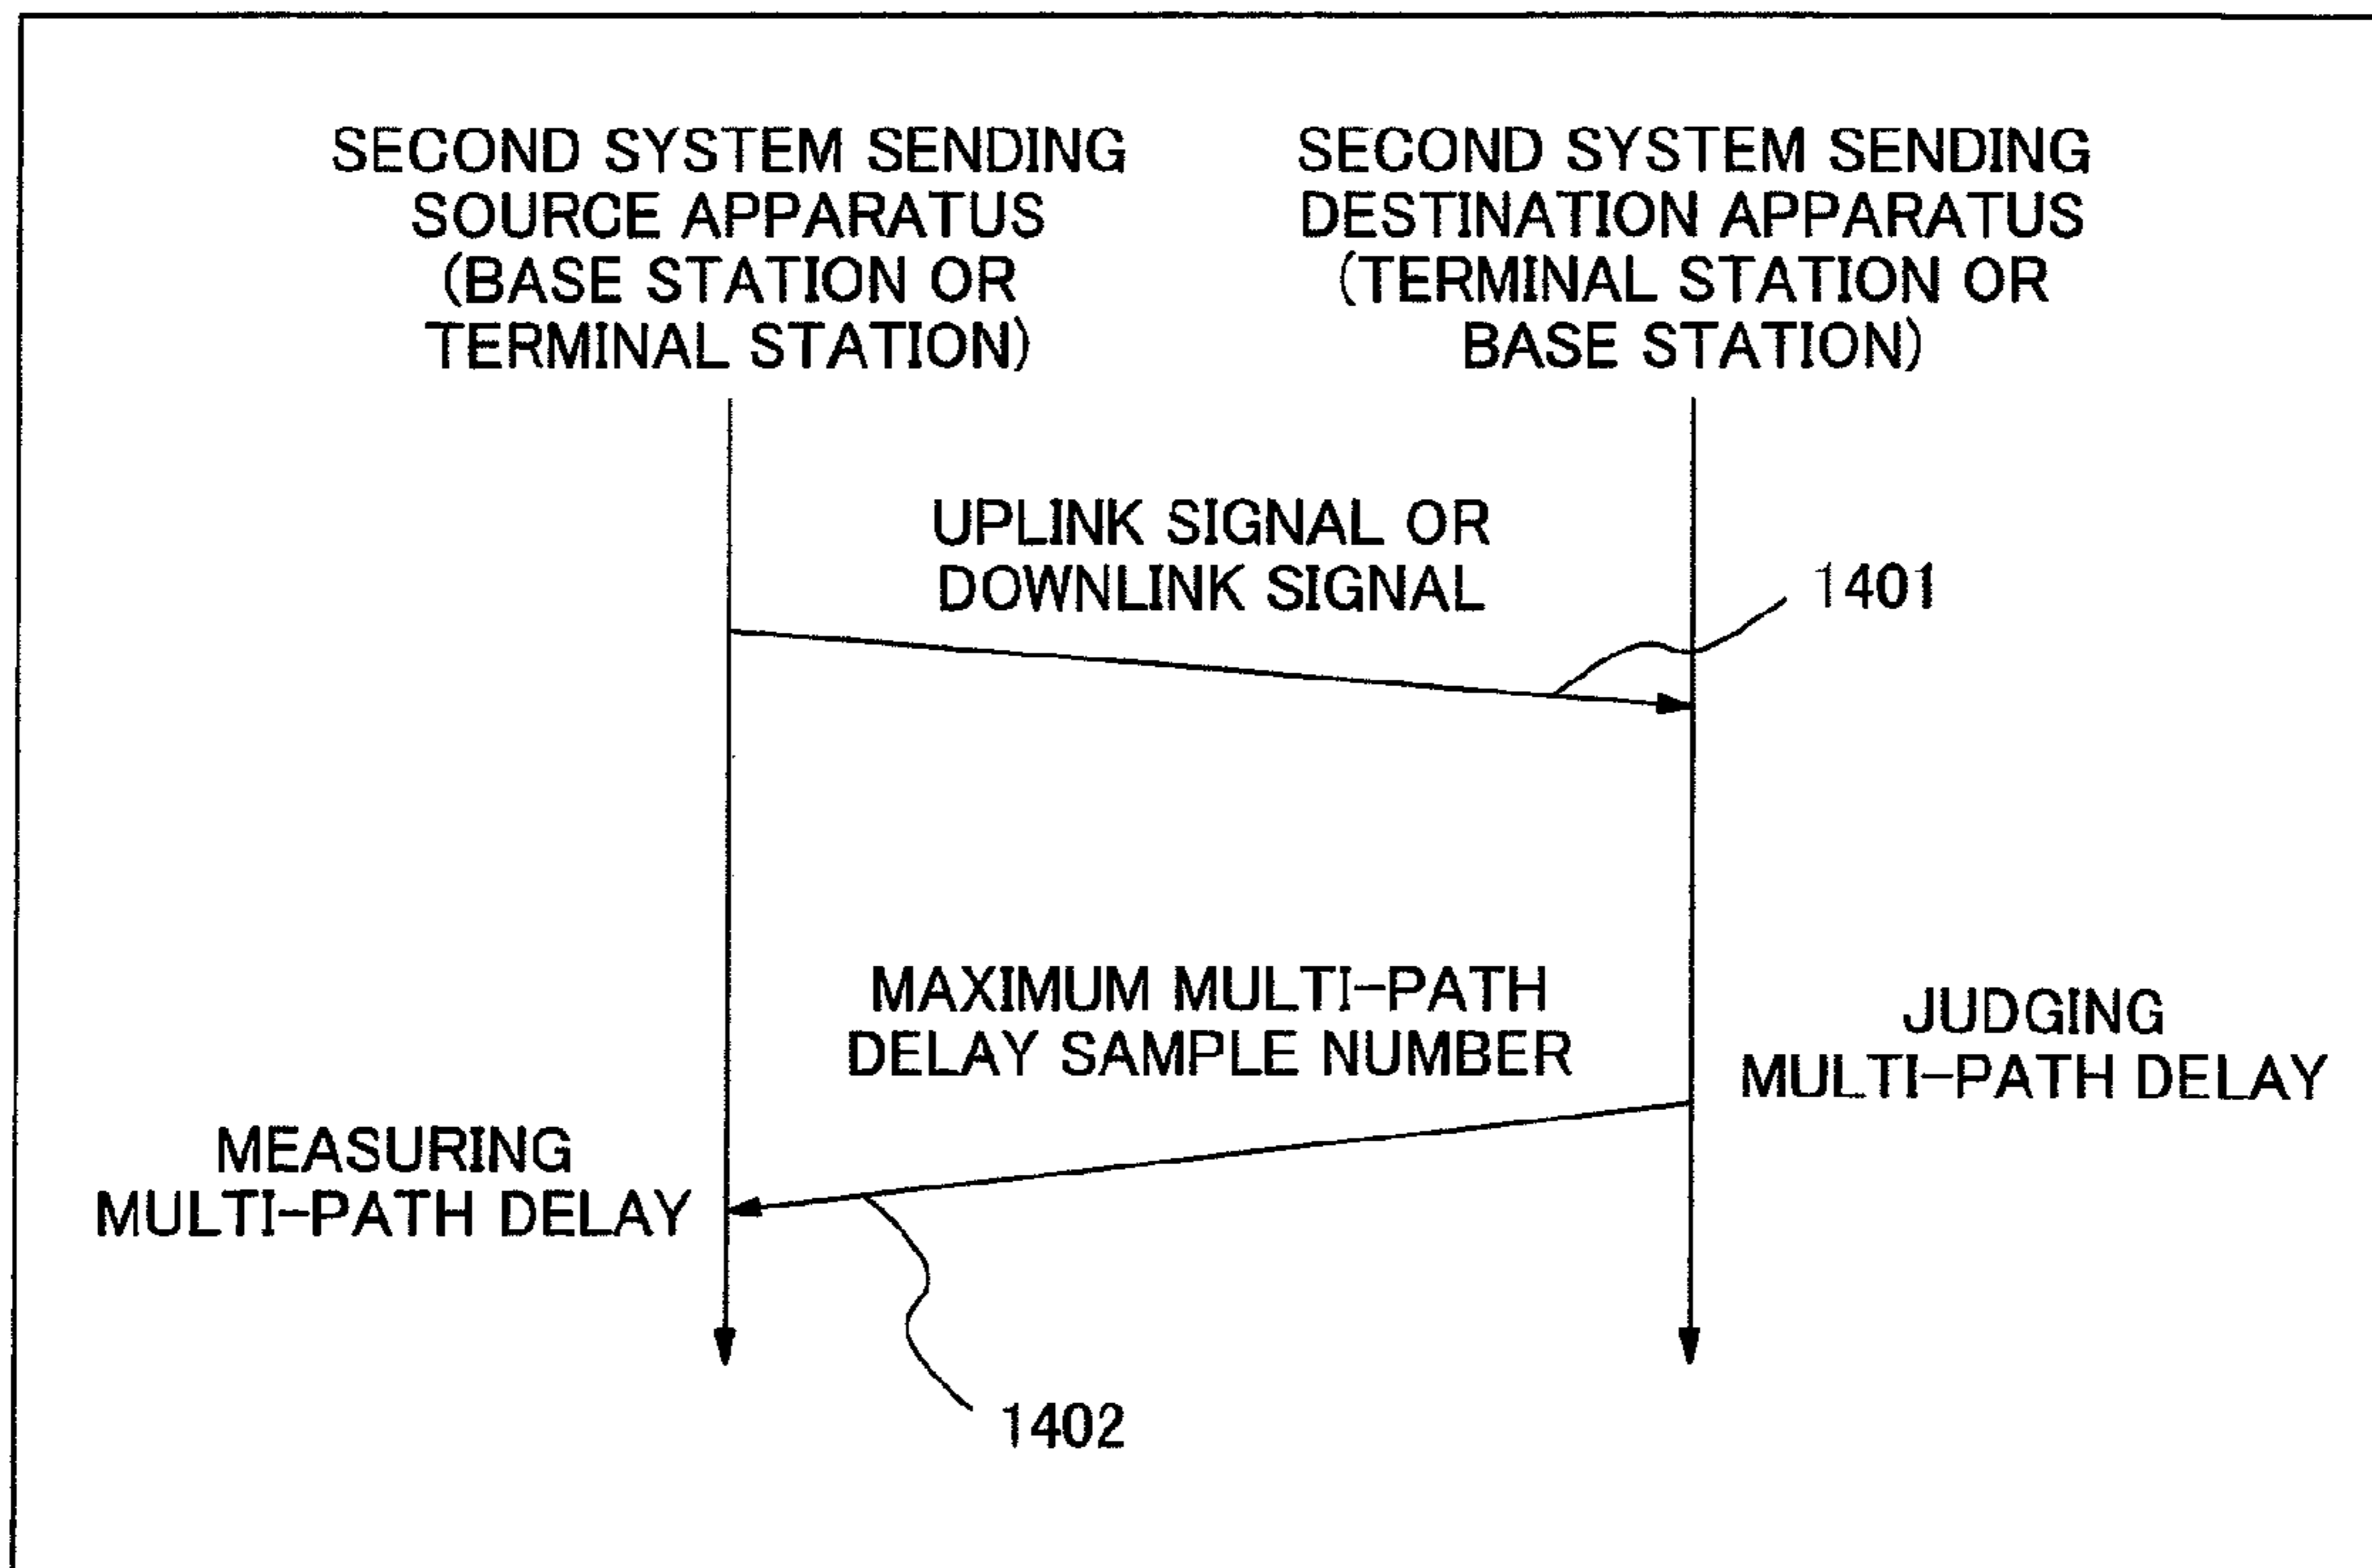 SECOND SYSTEM SENDING
SOURCE APPARATUS
(BASE STATION OR
TERMINAL STATION)
SECOND SYSTEM SENDING
DESTINATION APPARATUS
(TERMINAL STATION OR
BASE STATION)
UPLINK SIGNAL OR
DOWNLINK SIGNAL
1401
MAXIMUM MULTI-PATH
DELAY SAMPLE NUMBER
JUDGING
MULTI-PATH DELAY
MEASURING
MULTI-PATH DELAY
1402